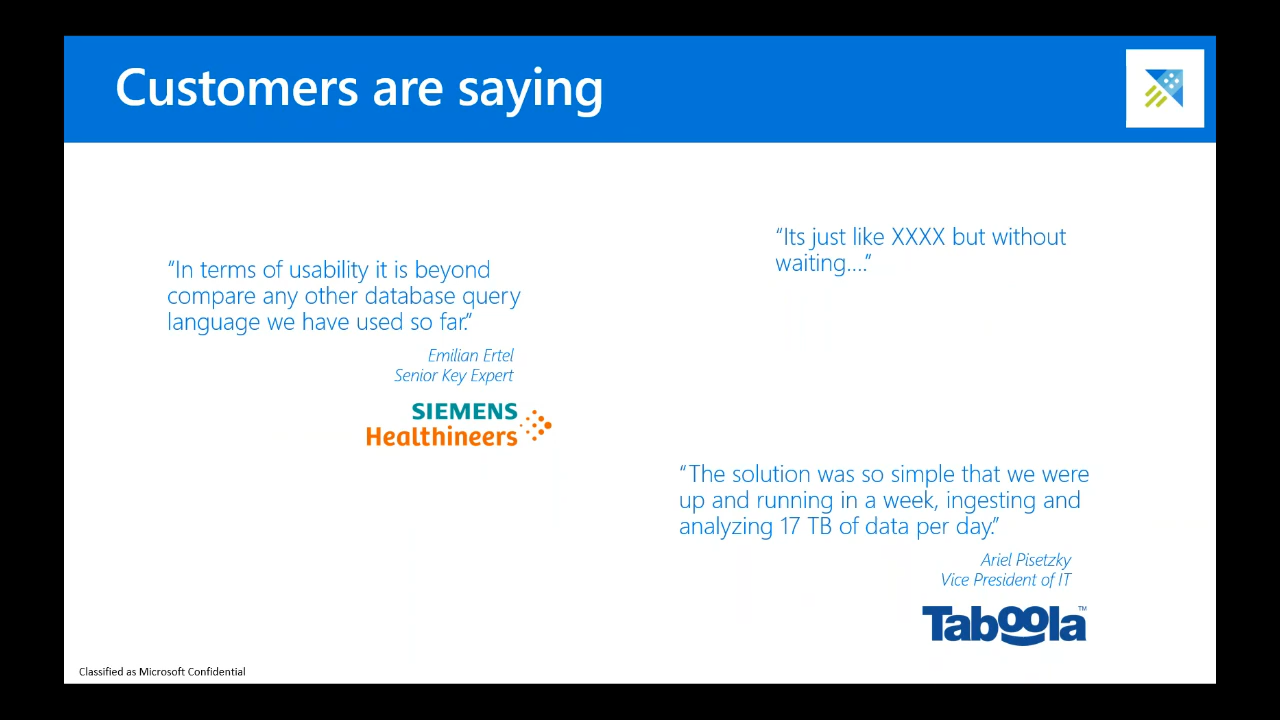 Customers are saying
“In terms of usability it is beyond
compare any other database query
language we have used so far.”
Emilian Ertel
Senior Key Expert
SIEMENS
Healthineers
“Its just like XXXX but without
waiting....”
“The solution was so simple that we were
up and running in a week, ingesting and
analyzing 17 TB of data per day.”
Ariel Pisetzky
Vice President of IT
Taboola™
Classified as Microsoft Confidential